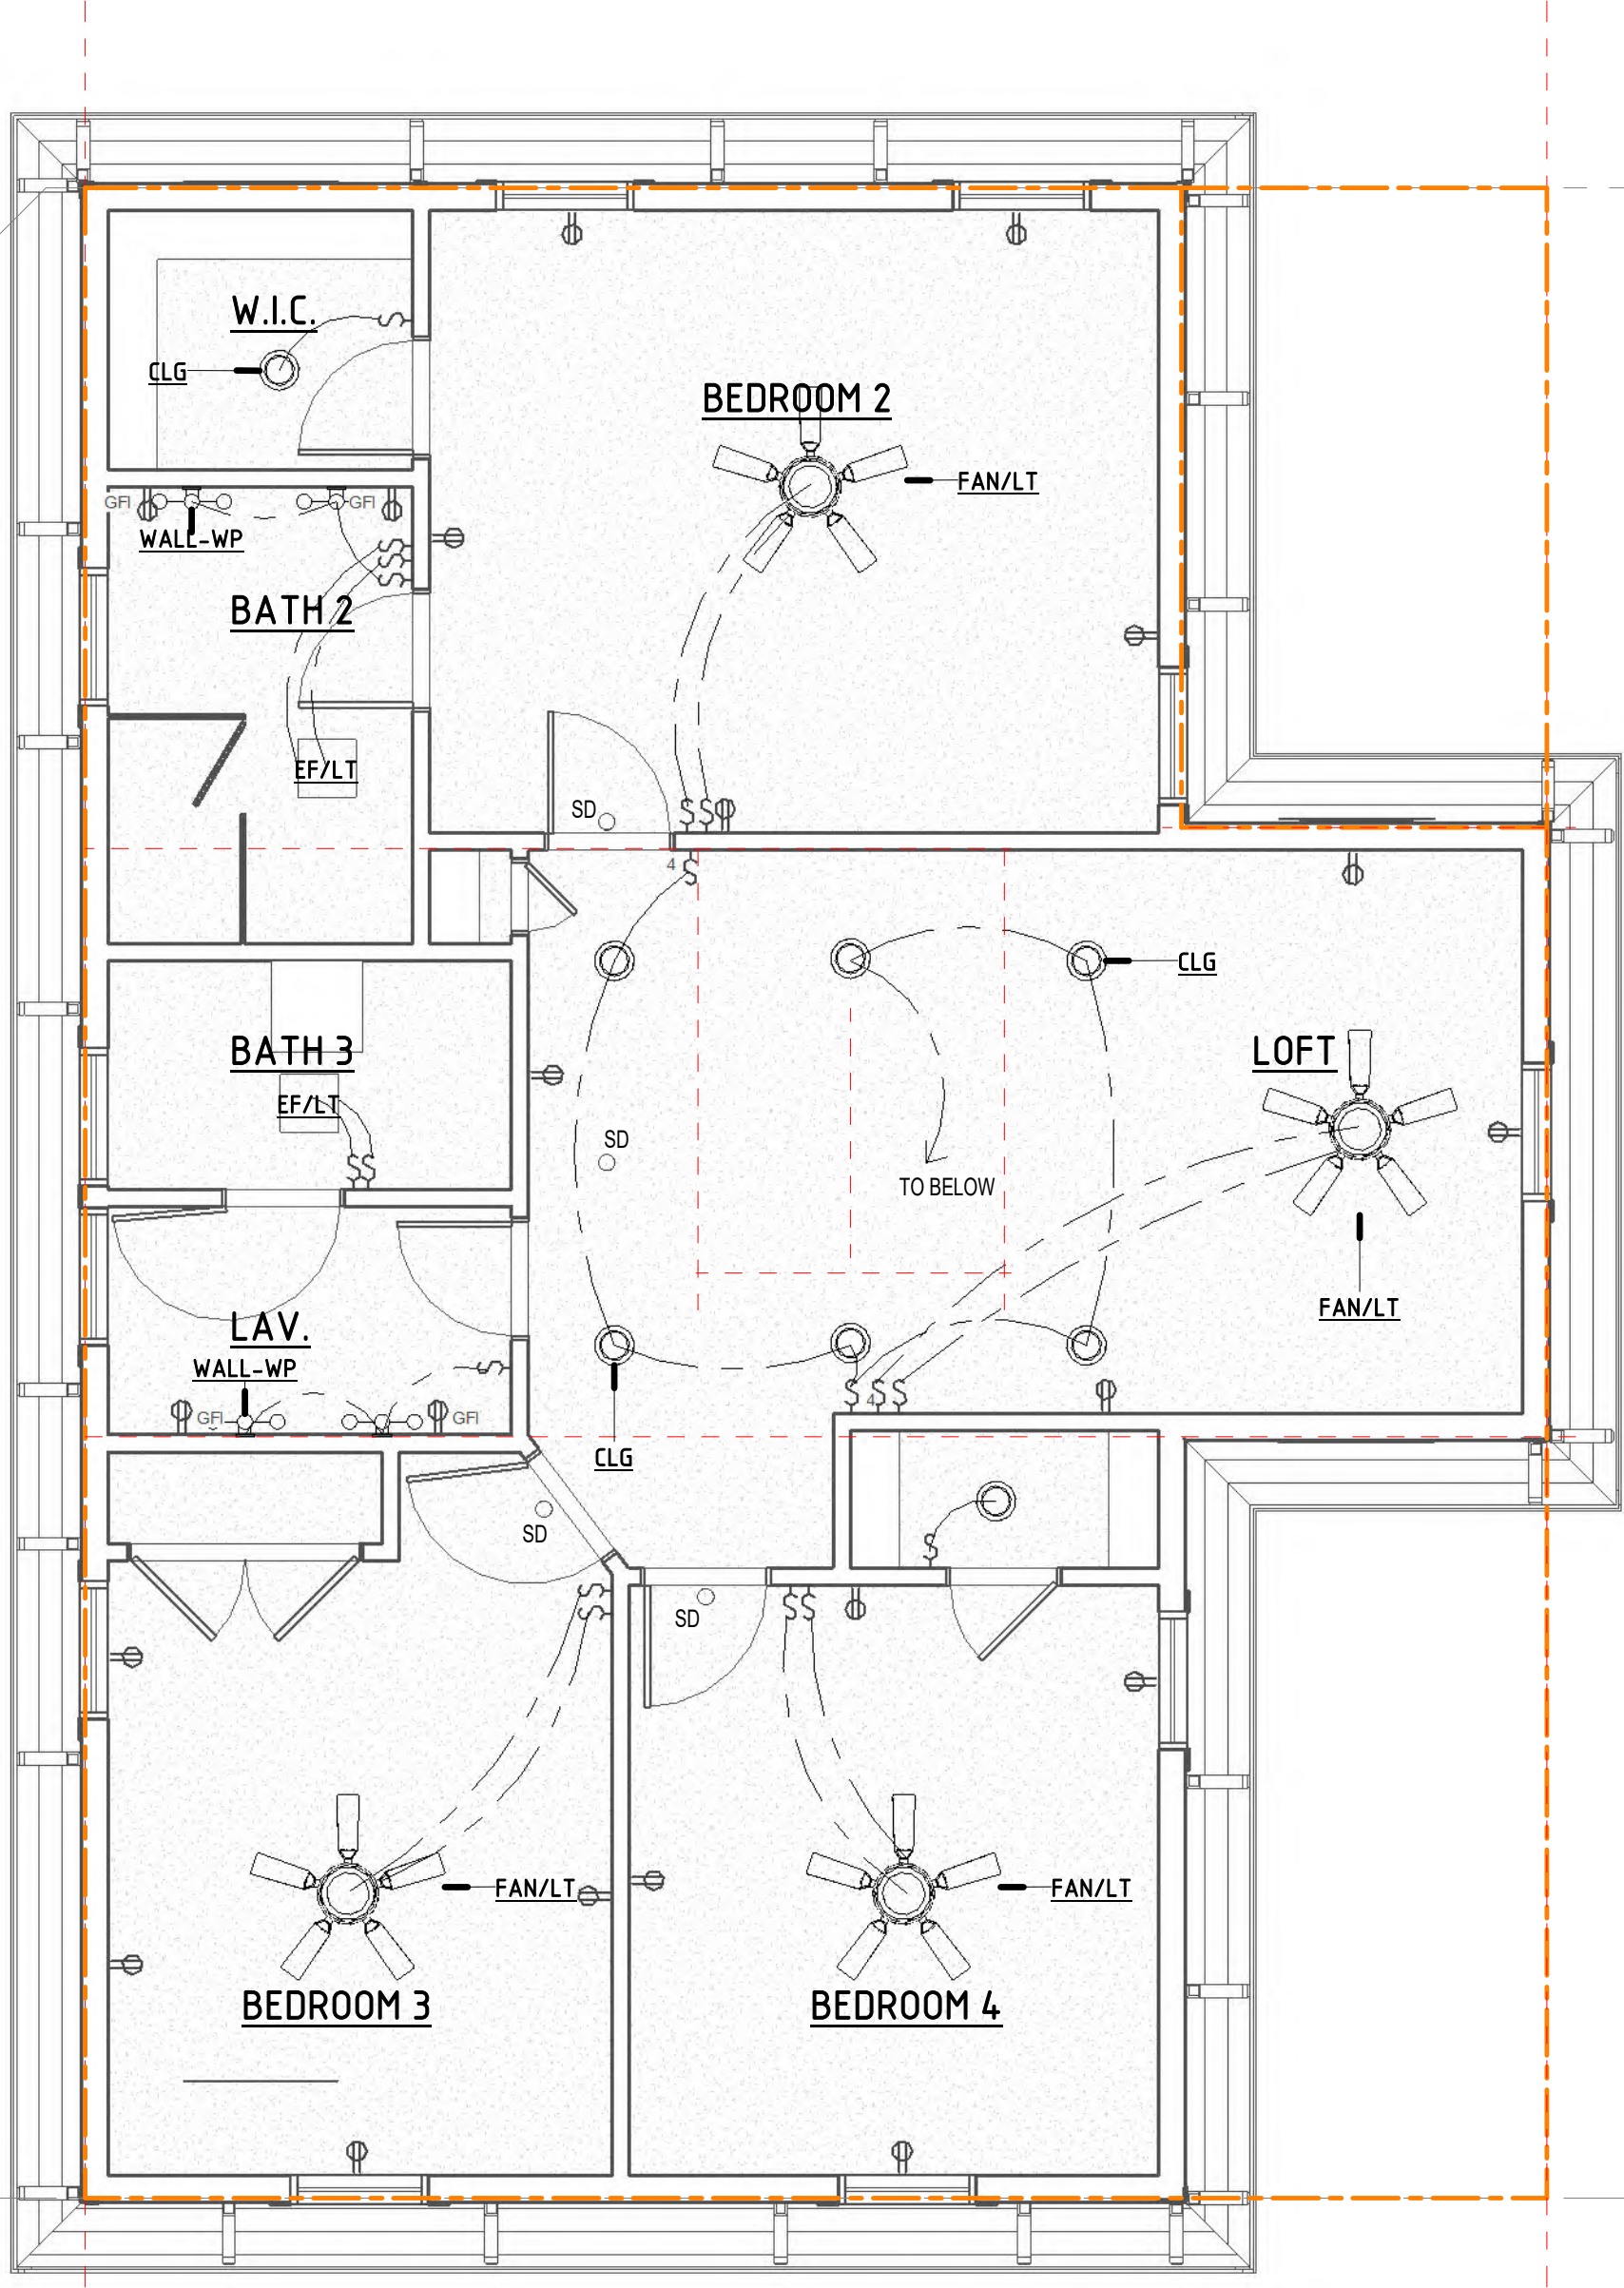 W.I.C.
CLG
BEDROOM 2
FAN/LT
GFI
GFI
WALL-WP
BATH 2
EF/LT
SD
4
CLG
BATH 3
LOFT
EF/LT
SD
TO BELOW
FAN/LT
LAV.
WALL-WP
4
GFI
GFI
CLG
SD
SD
FAN/LT
FAN/LT
BEDROOM 3
BEDROOM 4